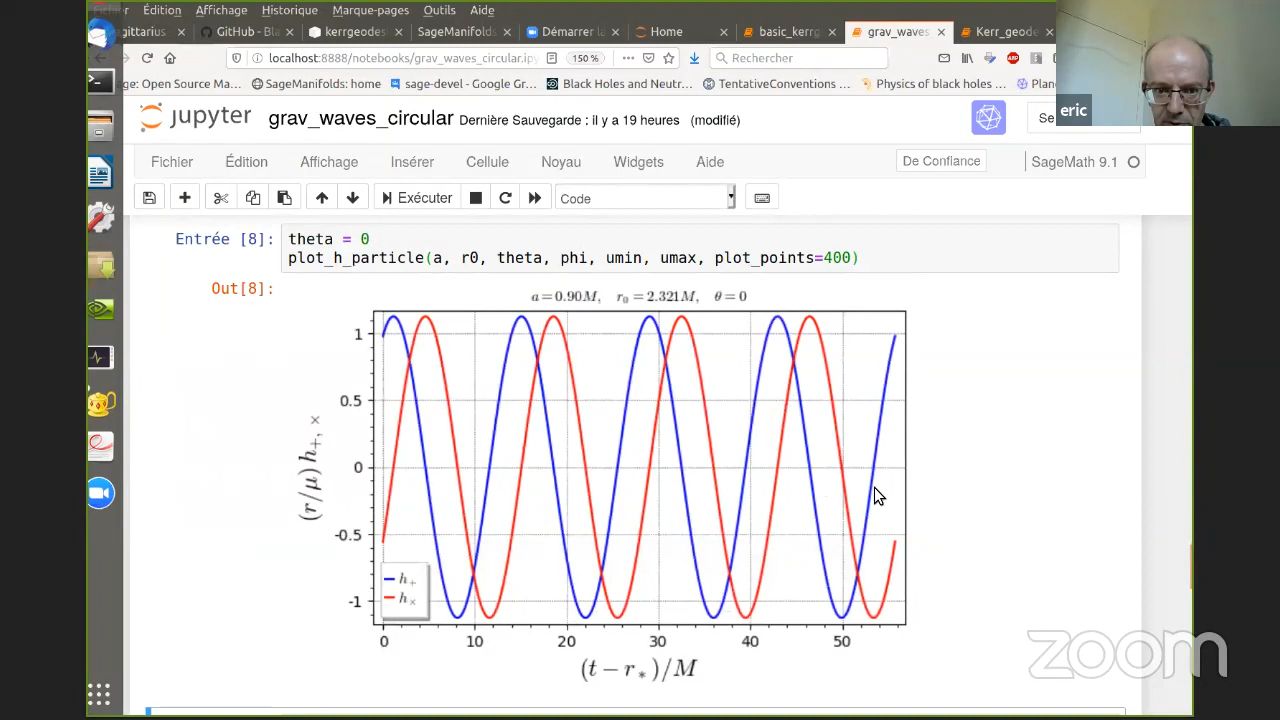 Fichier Édition Affichage Historique Marque-pages Outils Aide
gittarius
GitHub - Bla
kerrgeodes
SageManifolds
Démarrer la
Home
basic_kerrg
grav_waves
Kerr_geode
localhost:8888/notebooks/grav_waves_circular.ipy
150 %
Rechercher
ge: Open Source Ma…
SageManifolds: home
sage-devel - Google Gr…
Black Holes and Neutr…
TentativeConventions …
Physics of black holes …
Plan
eric
jupyter grav_waves_circular Dernière Sauvegarde : il y a 19 heures (modifié)
Se
Fichier Édition Affichage Insérer Cellule Noyau Widgets Aide
De Confiance
SageMath 9.1
Exécuter
Code
Entrée [8]:
theta = 0
plot_h_particle(a, r0, theta, phi, umin, umax, plot_points=400)
Out[8]:
a = 0.90M, r₀ = 2.321M, θ = 0
1
0.5
0
-0.5
-1
(r/μ) h₊, ×
h₊
h×
0 10 20 30 40 50
(t − r*)/M
zoom